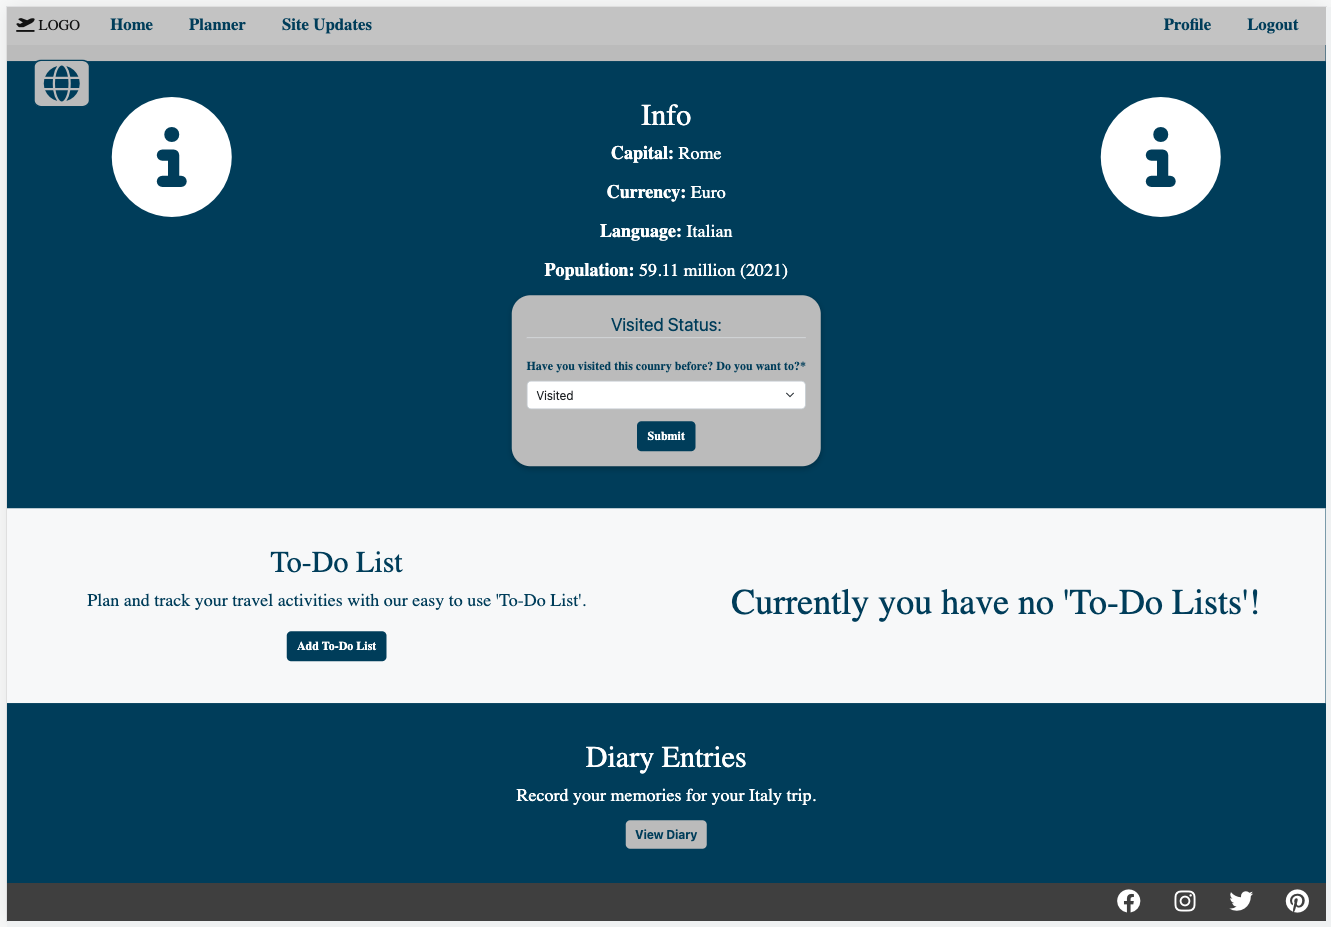 LOGO Home Planner Site Updates Profile Logout
Info
Capital: Rome
Currency: Euro
Language: Italian
Population: 59.11 million (2021)
Visited Status:
Have you visited this counry before? Do you want to?*
Visited
Submit
To-Do List
Plan and track your travel activities with our easy to use 'To-Do List'.
Add To-Do List
Currently you have no 'To-Do Lists'!
Diary Entries
Record your memories for your Italy trip.
View Diary